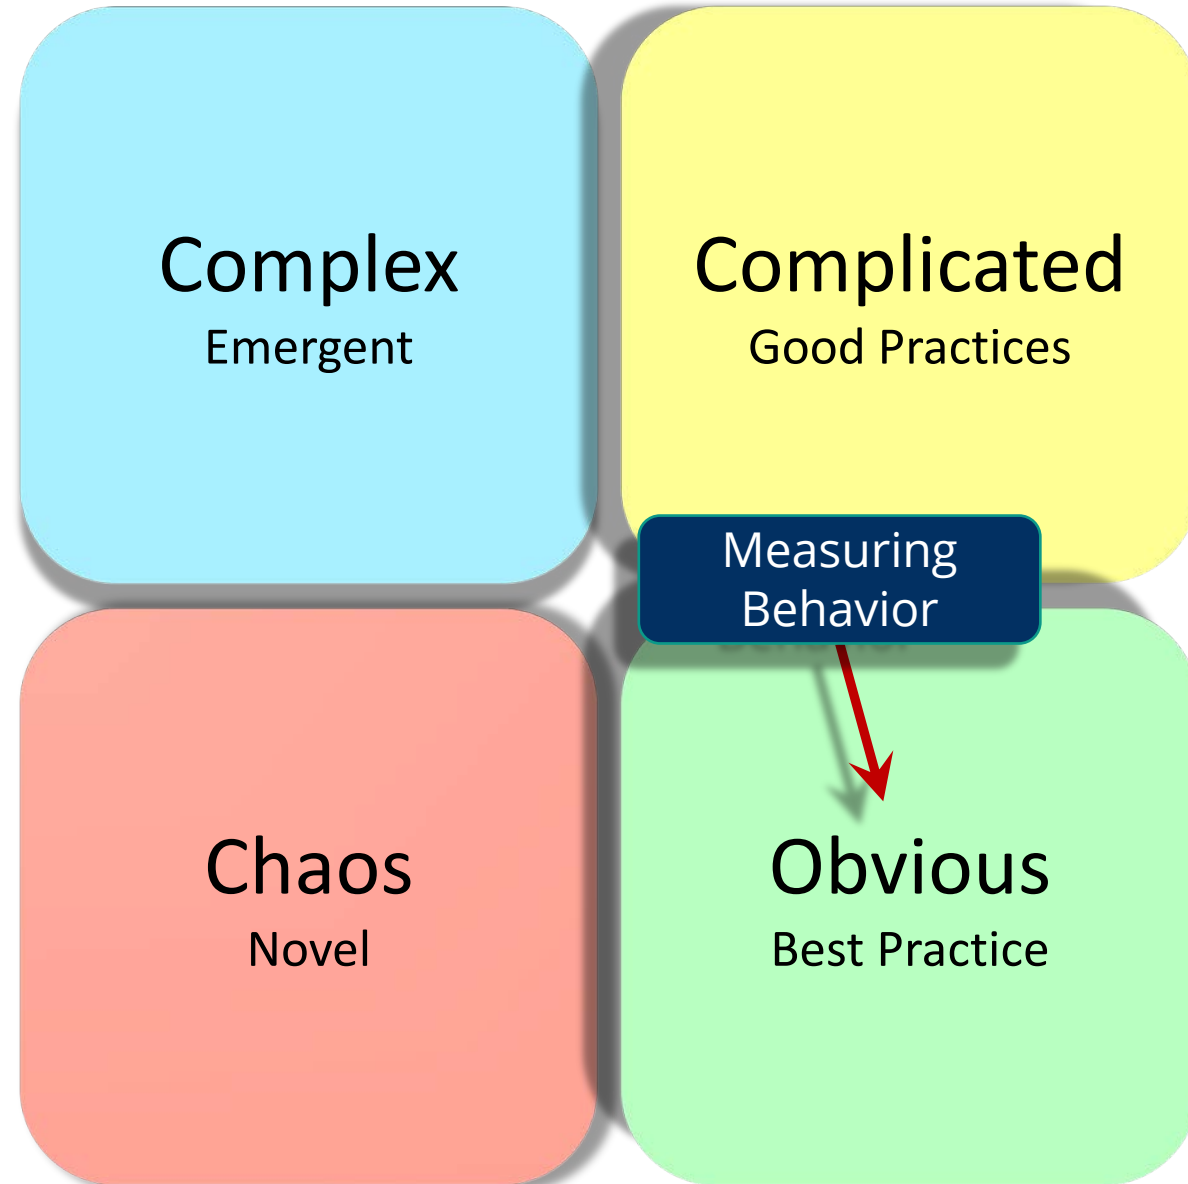 Complex
Emergent
Complicated
Good Practices
Measuring
Behavior
Chaos
Novel
Obvious
Best Practice